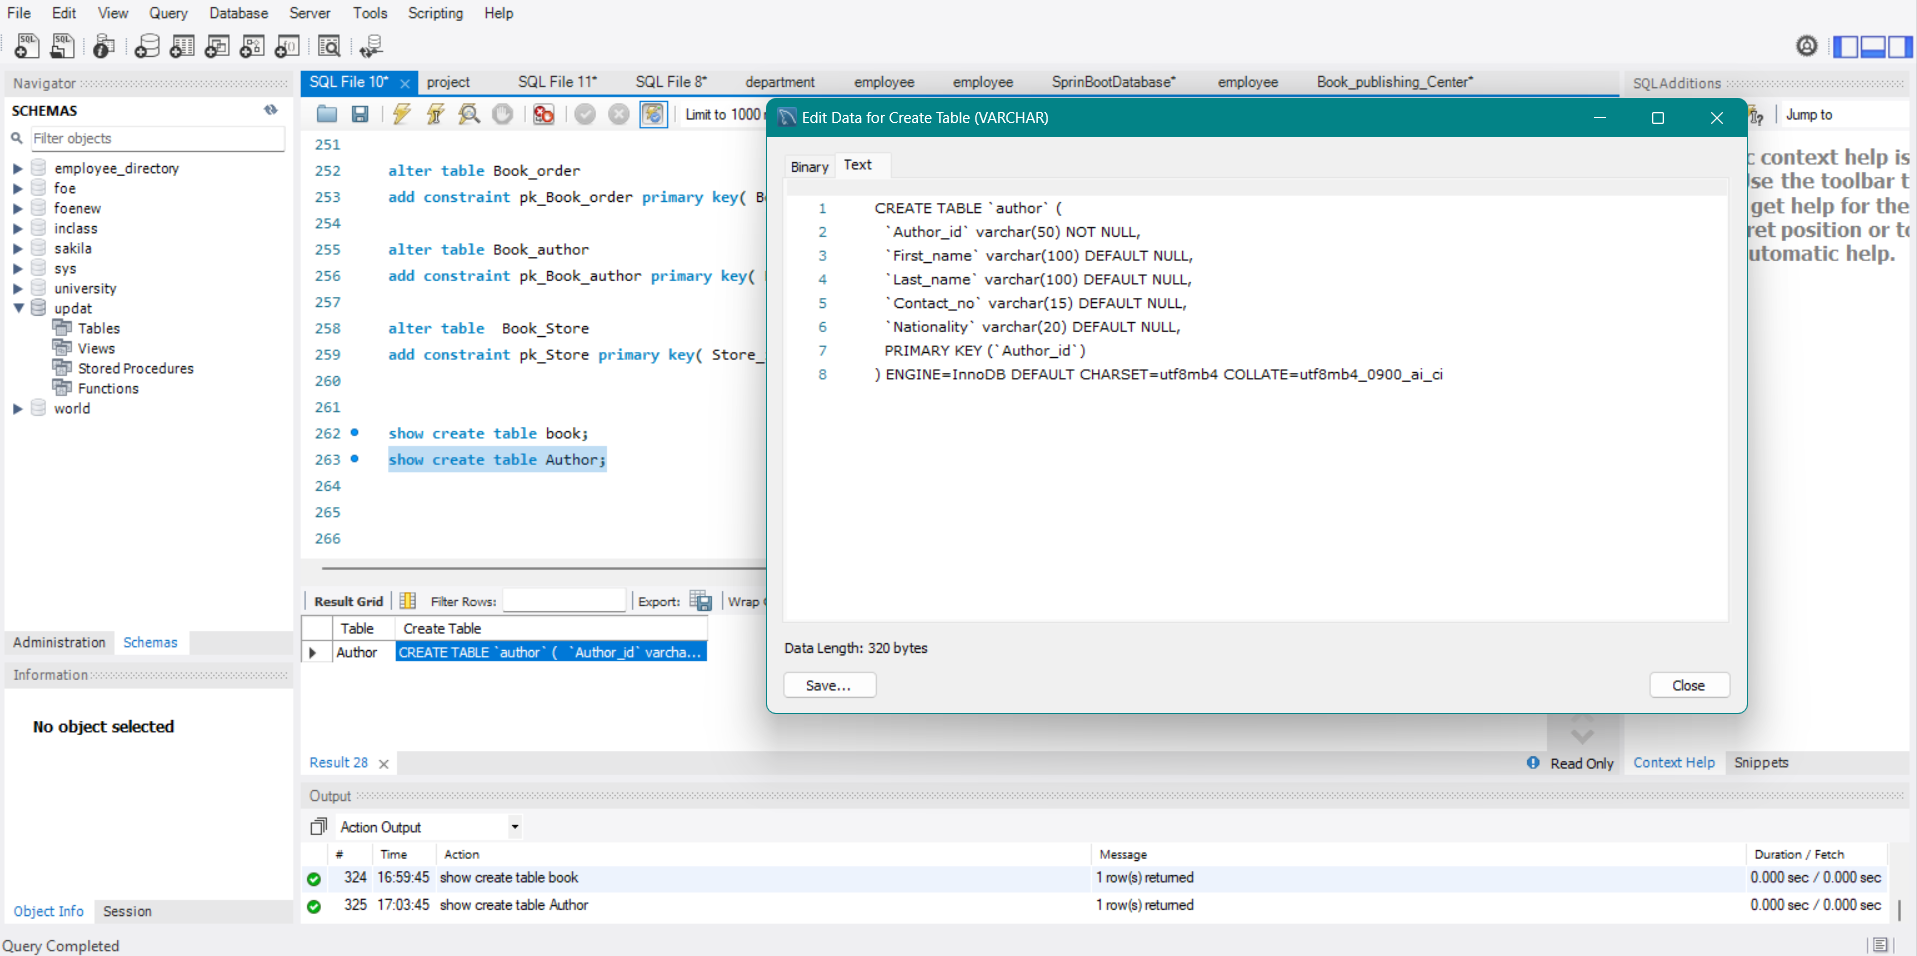 File Edit View Query Database Server Tools Scripting Help
Navigator
SCHEMAS
Filter objects
employee_directory
foe
foenew
inclass
sakila
sys
university
updat
Tables
Views
Stored Procedures
Functions
world
Administration Schemas
Information
No object selected
Object Info Session
Query Completed
SQL File 10* project SQL File 11* SQL File 8* department employee employee SprinBootDatabase* employee Book_publishing_Center*
Limit to 1000
251
252 alter table Book_order
253 add constraint pk_Book_order primary key(
254
255 alter table Book_author
256 add constraint pk_Book_author primary key(
257
258 alter table Book_Store
259 add constraint pk_Store primary key( Store_
260
261
262 show create table book;
263 show create table Author;
264
265
266
Result Grid Filter Rows: Export: Wrap
Table Create Table
Author CREATE TABLE `author` ( `Author_id` varcha...
Result 28
Read Only
Edit Data for Create Table (VARCHAR)
Binary Text
1 CREATE TABLE `author` (
2 `Author_id` varchar(50) NOT NULL,
3 `First_name` varchar(100) DEFAULT NULL,
4 `Last_name` varchar(100) DEFAULT NULL,
5 `Contact_no` varchar(15) DEFAULT NULL,
6 `Nationality` varchar(20) DEFAULT NULL,
7 PRIMARY KEY (`Author_id`)
8 ) ENGINE=InnoDB DEFAULT CHARSET=utf8mb4 COLLATE=utf8mb4_0900_ai_ci
Data Length: 320 bytes
Save... Close
SQLAdditions
Jump to
context help is
the toolbar
get help for the
position or
automatic help.
Context Help Snippets
Output
Action Output
# Time Action Message Duration / Fetch
324 16:59:45 show create table book 1 row(s) returned 0.000 sec / 0.000 sec
325 17:03:45 show create table Author 1 row(s) returned 0.000 sec / 0.000 sec